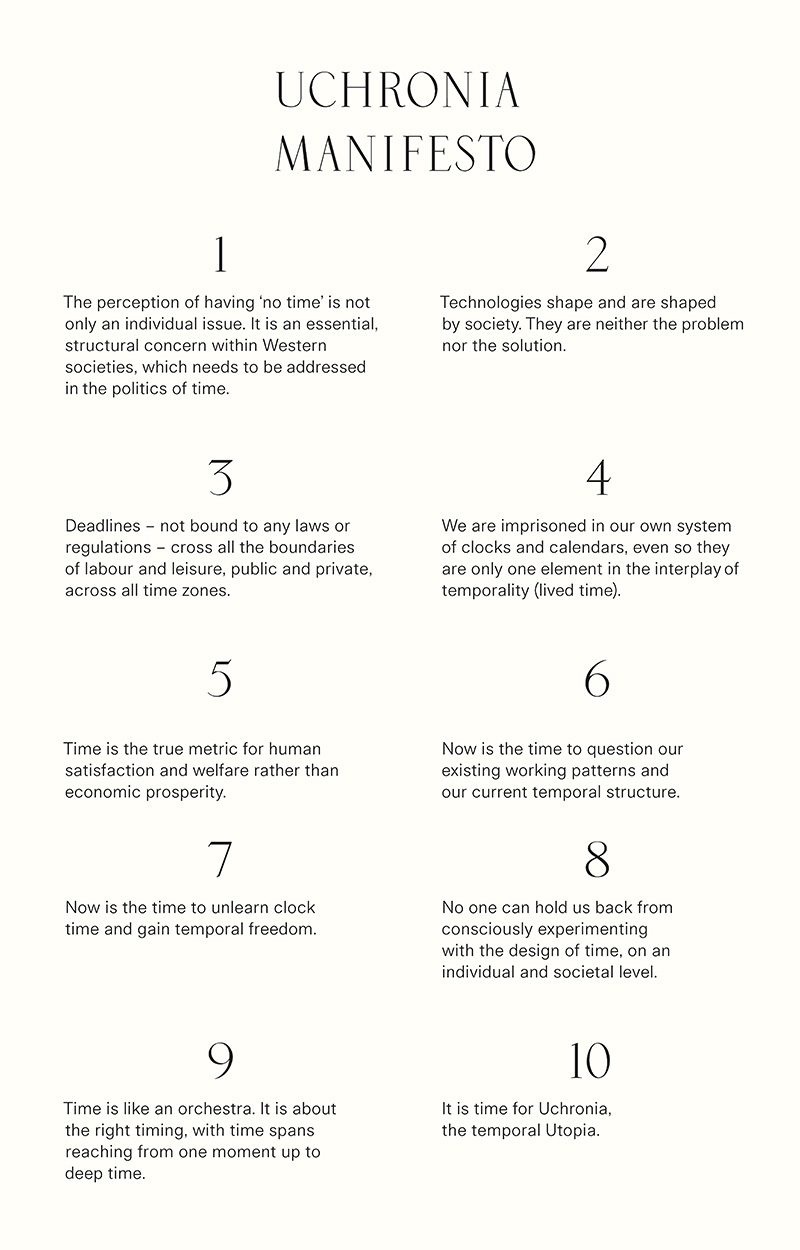 UCHRONIA
MANIFESTO
1
The perception of having ‘no time’ is not
only an individual issue. It is an essential,
structural concern within Western
societies, which needs to be addressed
in the politics of time.
2
Technologies shape and are shaped
by society. They are neither the problem
nor the solution.
3
Deadlines – not bound to any laws or
regulations – cross all the boundaries
of labour and leisure, public and private,
across all time zones.
4
We are imprisoned in our own system
of clocks and calendars, even so they
are only one element in the interplay of
temporality (lived time).
5
Time is the true metric for human
satisfaction and welfare rather than
economic prosperity.
6
Now is the time to question our
existing working patterns and
our current temporal structure.
7
Now is the time to unlearn clock
time and gain temporal freedom.
8
No one can hold us back from
consciously experimenting
with the design of time, on an
individual and societal level.
9
Time is like an orchestra. It is about
the right timing, with time spans
reaching from one moment up to
deep time.
10
It is time for Uchronia,
the temporal Utopia.